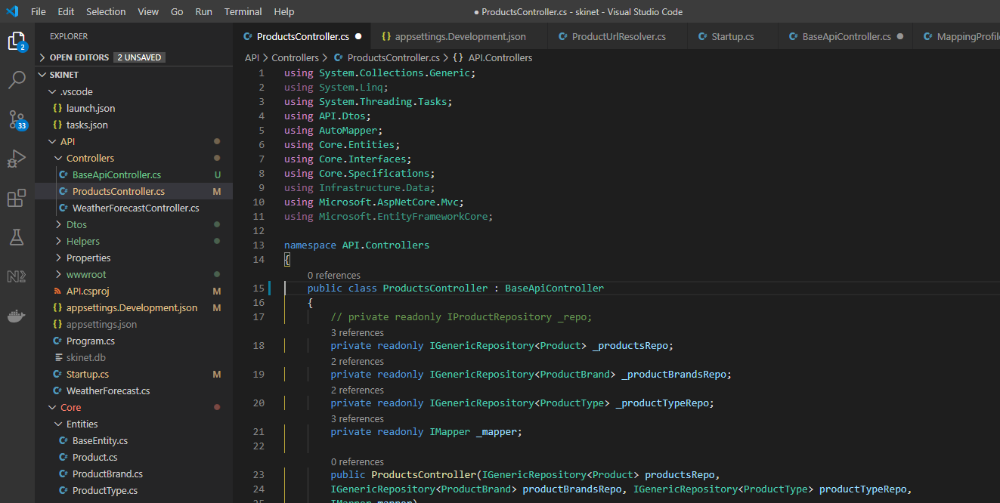 File Edit Selection View Go Run Terminal Help ● ProductsController.cs - skinet - Visual Studio Code
EXPLORER
2
33
OPEN EDITORS 2 UNSAVED
SKINET
.vscode
{} launch.json
{} tasks.json
API
Controllers
C# BaseApiController.cs U
C# ProductsController.cs M
C# WeatherForecastController.cs
Dtos
Helpers
Properties
wwwroot
API.csproj M
{} appsettings.Development.json M
{} appsettings.json
C# Program.cs
skinet.db
C# Startup.cs M
C# WeatherForecast.cs
Core
Entities
C# BaseEntity.cs
C# Product.cs
C# ProductBrand.cs
C# ProductType.cs
C# ProductsController.cs ● {} appsettings.Development.json C# ProductUrlResolver.cs C# Startup.cs C# BaseApiController.cs ● C# MappingProfile
API > Controllers > C# ProductsController.cs > {} API.Controllers
1 using System.Collections.Generic;
2 using System.Linq;
3 using System.Threading.Tasks;
4 using API.Dtos;
5 using AutoMapper;
6 using Core.Entities;
7 using Core.Interfaces;
8 using Core.Specifications;
9 using Infrastructure.Data;
10 using Microsoft.AspNetCore.Mvc;
11 using Microsoft.EntityFrameworkCore;
12
13 namespace API.Controllers
14 {
0 references
15 public class ProductsController : BaseApiController
16 {
17 // private readonly IProductRepository _repo;
3 references
18 private readonly IGenericRepository<Product> _productsRepo;
2 references
19 private readonly IGenericRepository<ProductBrand> _productBrandsRepo;
2 references
20 private readonly IGenericRepository<ProductType> _productTypeRepo;
3 references
21 private readonly IMapper _mapper;
22
0 references
23 public ProductsController(IGenericRepository<Product> productsRepo,
24 IGenericRepository<ProductBrand> productBrandsRepo, IGenericRepository<ProductType> productTypeRepo,
25 IMapper mapper)